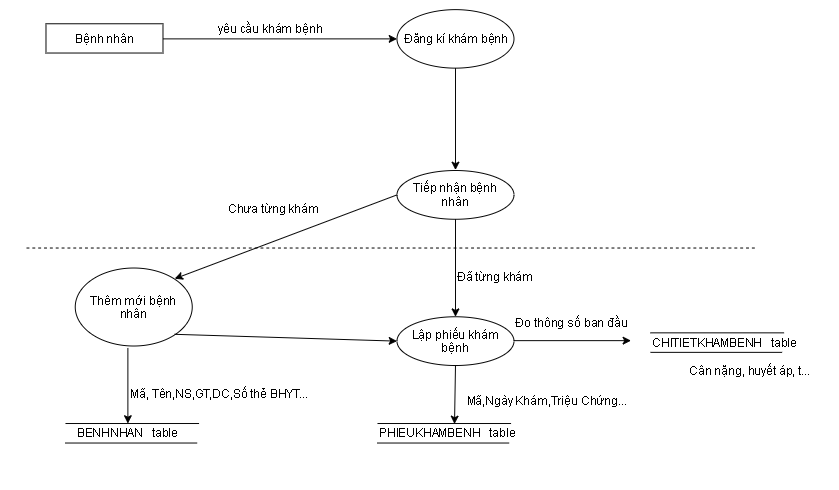 yêu cầu khám bệnh
Bệnh nhân
Đăng kí khám bệnh
Tiếp nhận bệnh
nhân
Chưa từng khám
Đã từng khám
Thêm mới bệnh
nhân
Lập phiếu khám
bệnh
Đo thông số ban đầu
CHITIETKHAMBENH table
Cân nặng, huyết áp, t...
Mã, Tên,NS,GT,DC,Số thẻ BHYT...
Mã,Ngày Khám,Triệu Chứng...
BENHNHAN table
PHIEUKHAMBENH table